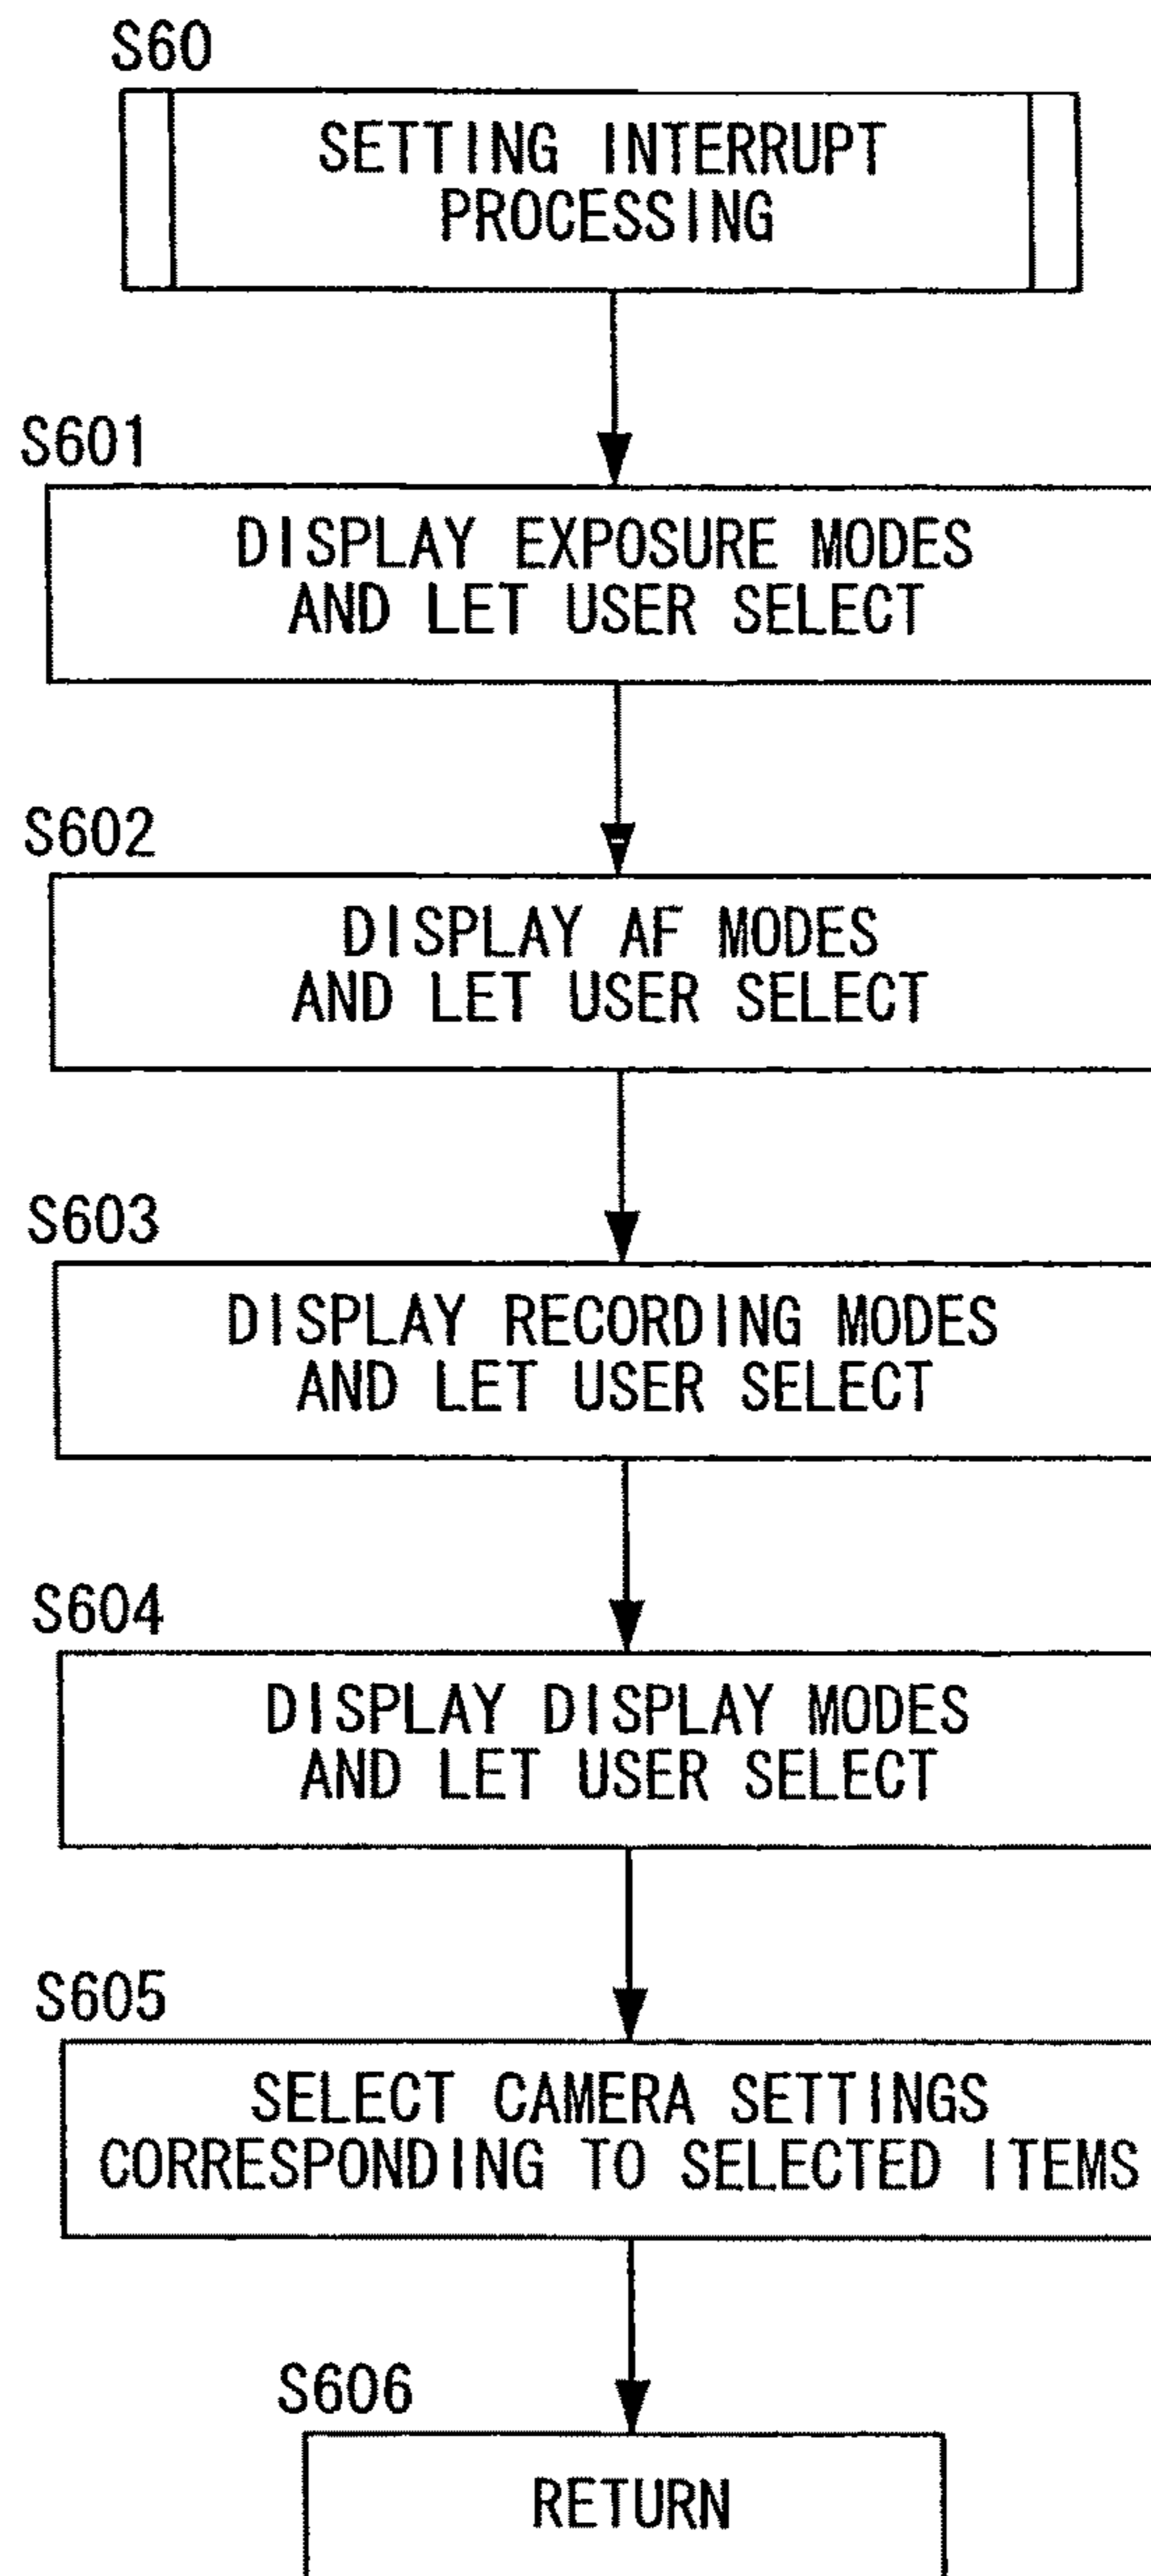 S60
SETTING INTERRUPT
PROCESSING
S601
DISPLAY EXPOSURE MODES
AND LET USER SELECT
S602
DISPLAY AF MODES
AND LET USER SELECT
S603
DISPLAY RECORDING MODES
AND LET USER SELECT
S604
DISPLAY DISPLAY MODES
AND LET USER SELECT
S605
SELECT CAMERA SETTINGS
CORRESPONDING TO SELECTED ITEMS
S606
RETURN